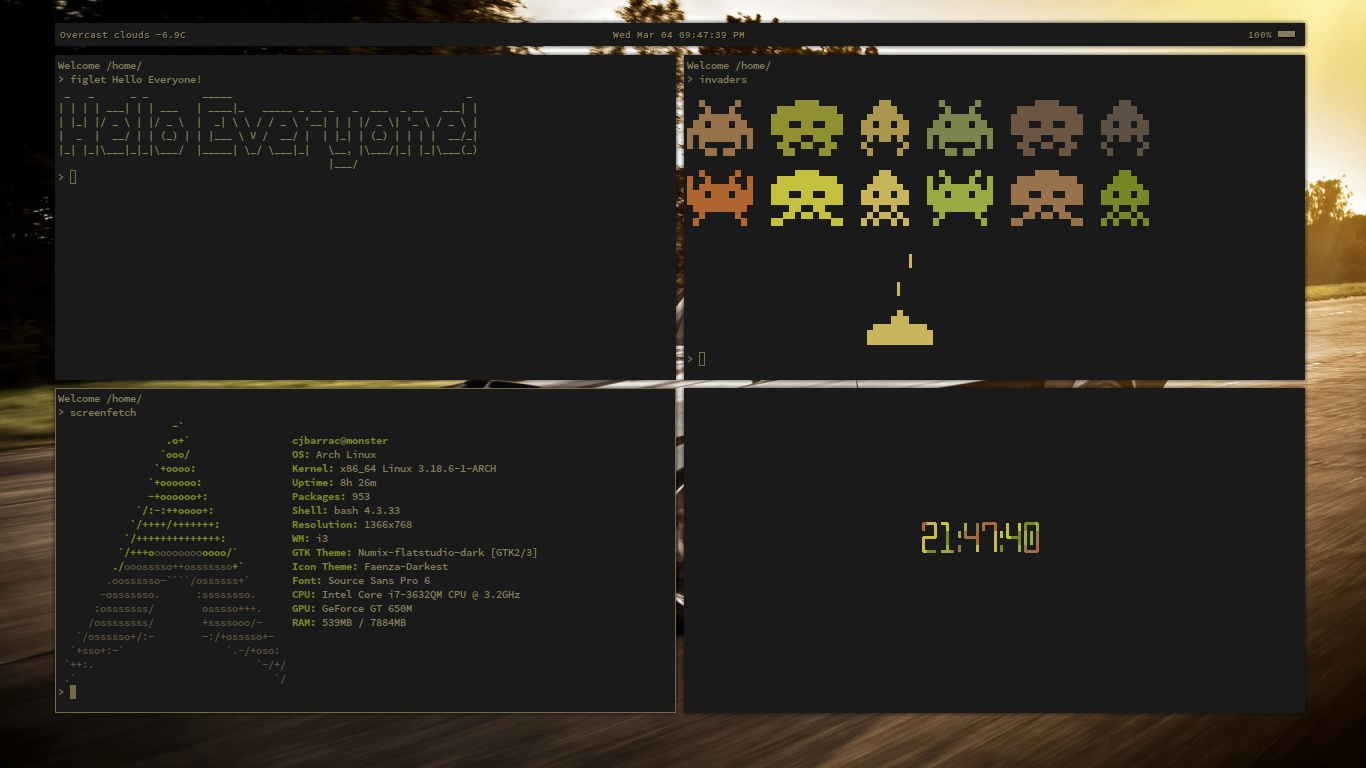 Overcast clouds -6.9C
Wed Mar 04 09:47:39 PM
100%
Welcome /home/
> figlet Hello Everyone!
Hello Everyone!
>
Welcome /home/
> invaders
>
Welcome /home/
> screenfetch
cjbarrac@monster
OS: Arch Linux
Kernel: x86_64 Linux 3.18.6-1-ARCH
Uptime: 8h 26m
Packages: 953
Shell: bash 4.3.33
Resolution: 1366x768
WM: i3
GTK Theme: Numix-flatstudio-dark [GTK2/3]
Icon Theme: Faenza-Darkest
Font: Source Sans Pro 6
CPU: Intel Core i7-3632QM CPU @ 3.2GHz
GPU: GeForce GT 650M
RAM: 539MB / 7884MB
>
21:47:40